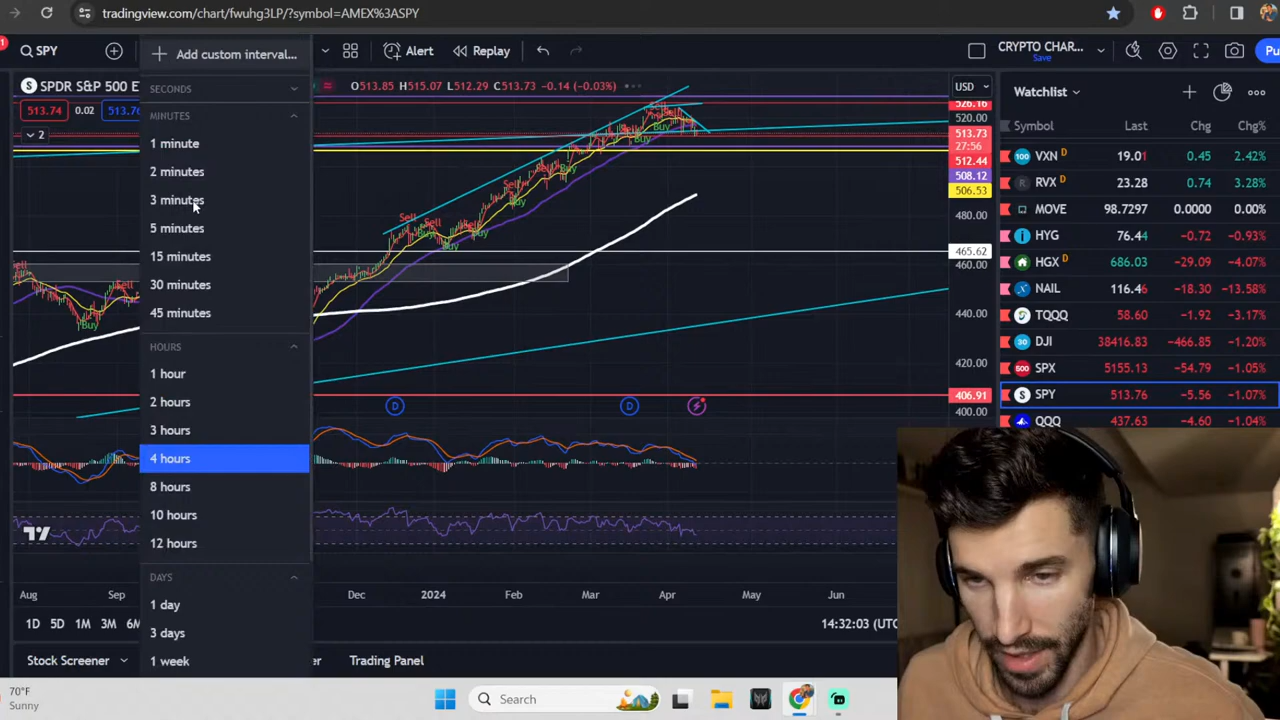 tradingview.com/chart/fwuhg3LP/?symbol=AMEX%3ASPY
SPY
Add custom interval...
Alert
Replay
CRYPTO CHAR...
Save
SPDR S&P 500 E
O513.85 H515.07 L512.29 C513.73 -0.14 (-0.03%)
USD
513.74
0.02
2
SECONDS
MINUTES
1 minute
2 minutes
3 minutes
5 minutes
15 minutes
30 minutes
45 minutes
HOURS
1 hour
2 hours
3 hours
4 hours
8 hours
10 hours
12 hours
DAYS
1 day
3 days
1 week
Sell
Buy
Sell
Buy
526.16
520.00
513.73
27:56
512.44
508.12
506.53
480.00
465.62
460.00
440.00
420.00
406.91
400.00
D
D
Aug
Sep
Dec
2024
Feb
Mar
Apr
May
Jun
1D
5D
1M
3M
14:32:03 (UTC
Stock Screener
Trading Panel
Watchlist
Symbol Last Chg Chg%
VXN D 19.01 0.45 2.42%
RVX D 23.28 0.74 3.28%
MOVE 98.7297 0.0000 0.00%
HYG 76.44 -0.72 -0.93%
HGX D 686.03 -29.09 -4.07%
NAIL 116.46 -18.30 -13.58%
TQQQ 58.60 -1.92 -3.17%
DJI 38416.83 -466.85 -1.20%
SPX 5155.13 -54.79 -1.05%
SPY 513.76 -5.56 -1.07%
QQQ 437.63 -4.60 -1.04%
70°F
Sunny
Search